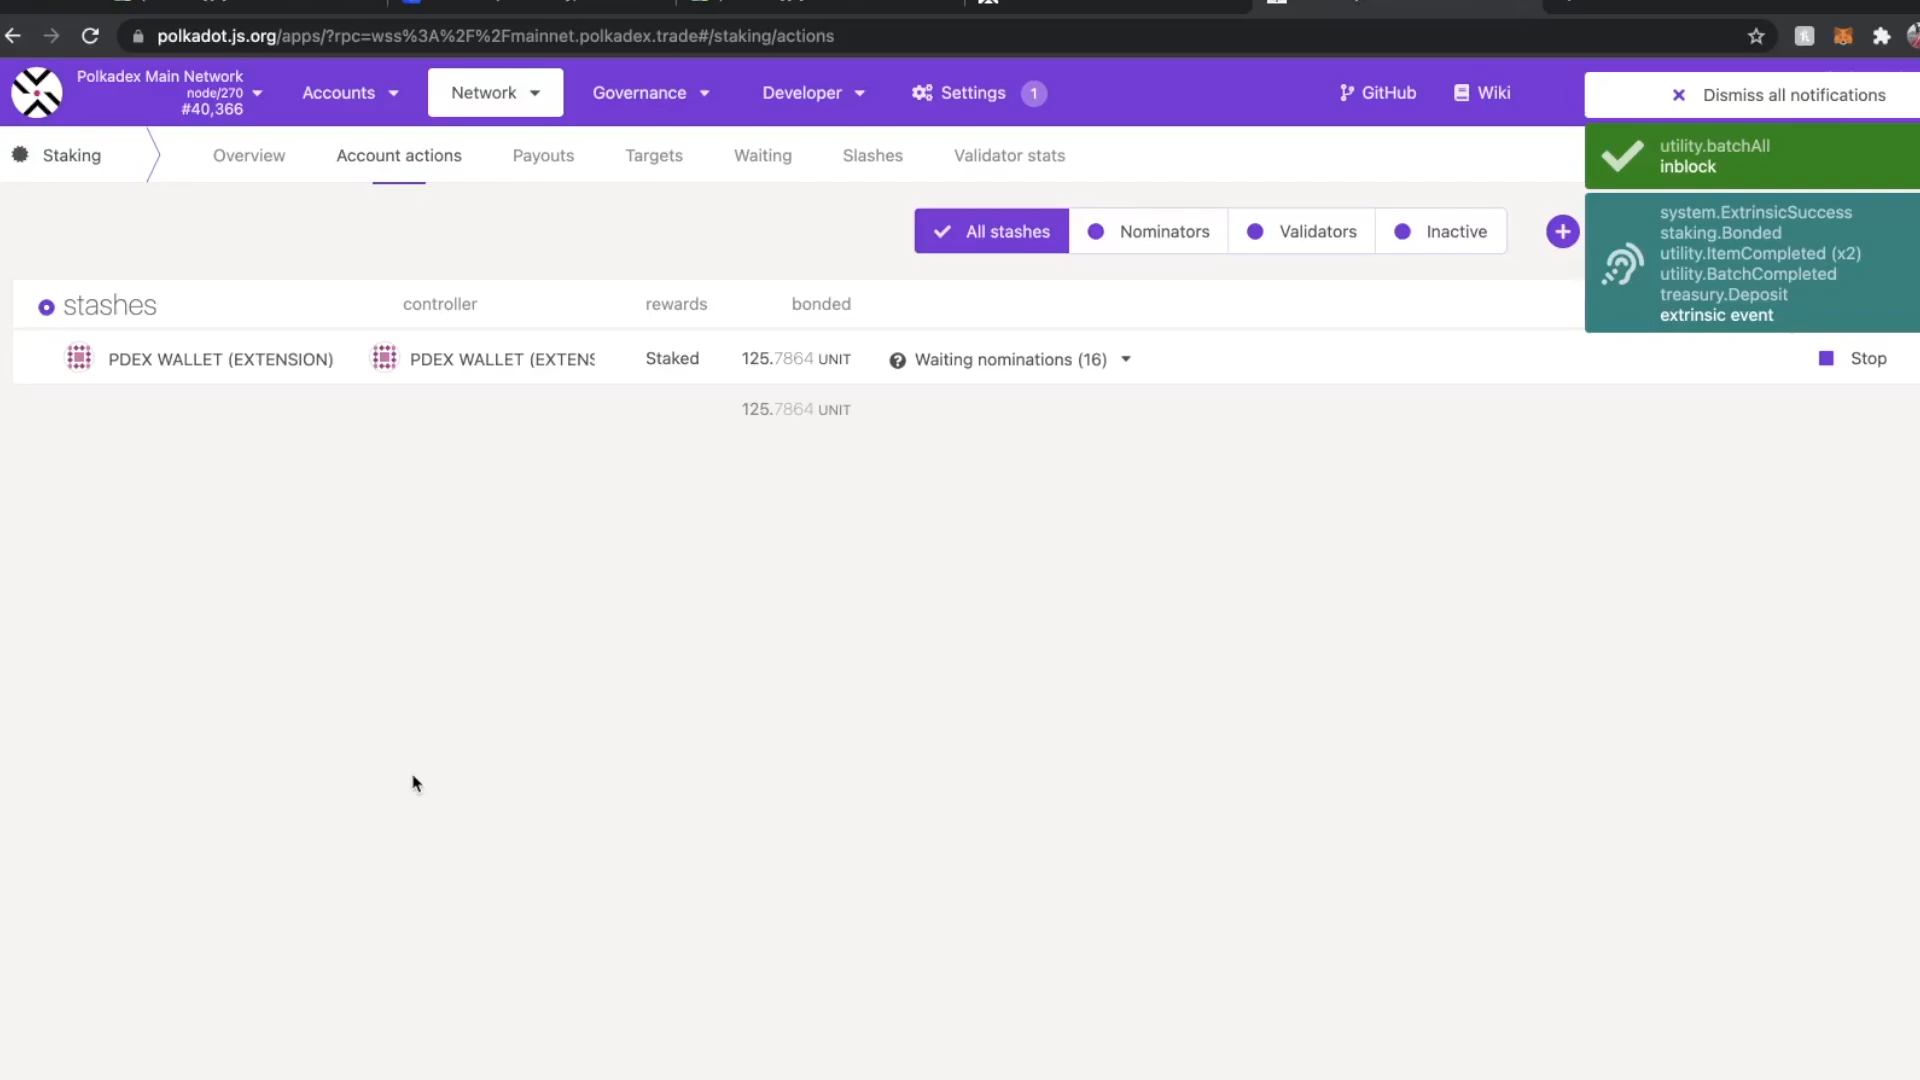 polkadot.js.org/apps/?rpc=wss%3A%2F%2Fmainnet.polkadex.trade#/staking/actions
Polkadex Main Network
node/270
#40,366
Accounts
Network
Governance
Developer
Settings 1
GitHub
Wiki
Dismiss all notifications
Staking
Overview
Account actions
Payouts
Targets
Waiting
Slashes
Validator stats
utility.batchAll
inblock
system.ExtrinsicSuccess
staking.Bonded
utility.ItemCompleted (x2)
utility.BatchCompleted
treasury.Deposit
extrinsic event
All stashes
Nominators
Validators
Inactive
stashes controller rewards bonded
PDEX WALLET (EXTENSION) PDEX WALLET (EXTENS Staked 125.7864 UNIT Waiting nominations (16) Stop
125.7864 UNIT